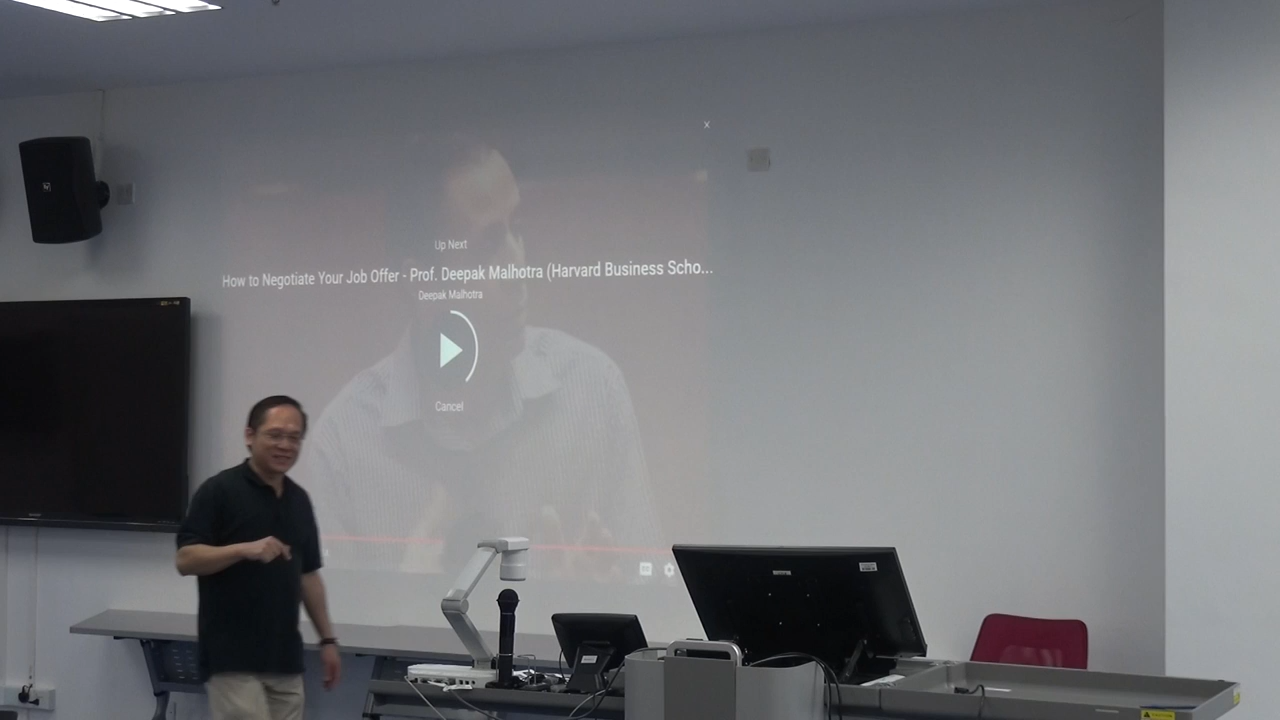 X
Up Next
How to Negotiate Your Job Offer - Prof. Deepak Malhotra (Harvard Business Scho...
Deepak Malhotra
Cancel